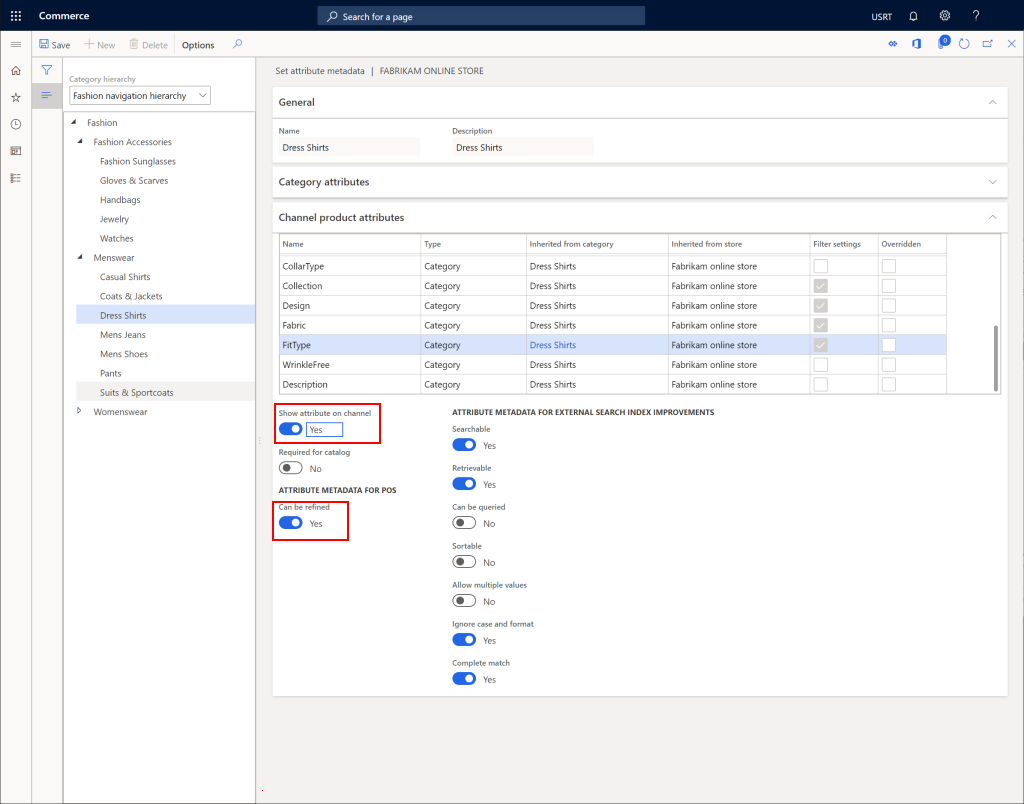 Commerce
Search for a page
USRT
?
Save
New
Delete
Options
0
Category hierarchy
Fashion navigation hierarchy
Fashion
Fashion Accessories
Fashion Sunglasses
Gloves & Scarves
Handbags
Jewelry
Watches
Menswear
Casual Shirts
Coats & Jackets
Dress Shirts
Mens Jeans
Mens Shoes
Pants
Suits & Sportcoats
Womenswear
Set attribute metadata | FABRIKAM ONLINE STORE
General
Name Description
Dress Shirts Dress Shirts
Category attributes
Channel product attributes
Name Type Inherited from category Inherited from store Filter settings Overridden
CollarType Category Dress Shirts Fabrikam online store
Collection Category Dress Shirts Fabrikam online store
Design Category Dress Shirts Fabrikam online store
Fabric Category Dress Shirts Fabrikam online store
FitType Category Dress Shirts Fabrikam online store
WrinkleFree Category Dress Shirts Fabrikam online store
Description Category Dress Shirts Fabrikam online store
Show attribute on channel
Yes
Required for catalog
No
ATTRIBUTE METADATA FOR POS
Can be refined
Yes
ATTRIBUTE METADATA FOR EXTERNAL SEARCH INDEX IMPROVEMENTS
Searchable
Yes
Retrievable
Yes
Can be queried
No
Sortable
No
Allow multiple values
No
Ignore case and format
Yes
Complete match
Yes